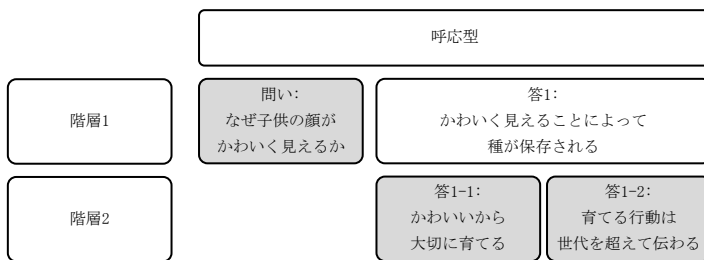 呼応型
階層1
問い:
なぜ子供の顔が
かわいく見えるか
答1:
かわいく見えることによって
種が保存される
階層2
答1-1:
かわいいから
大切に育てる
答1-2:
育てる行動は
世代を超えて伝わる